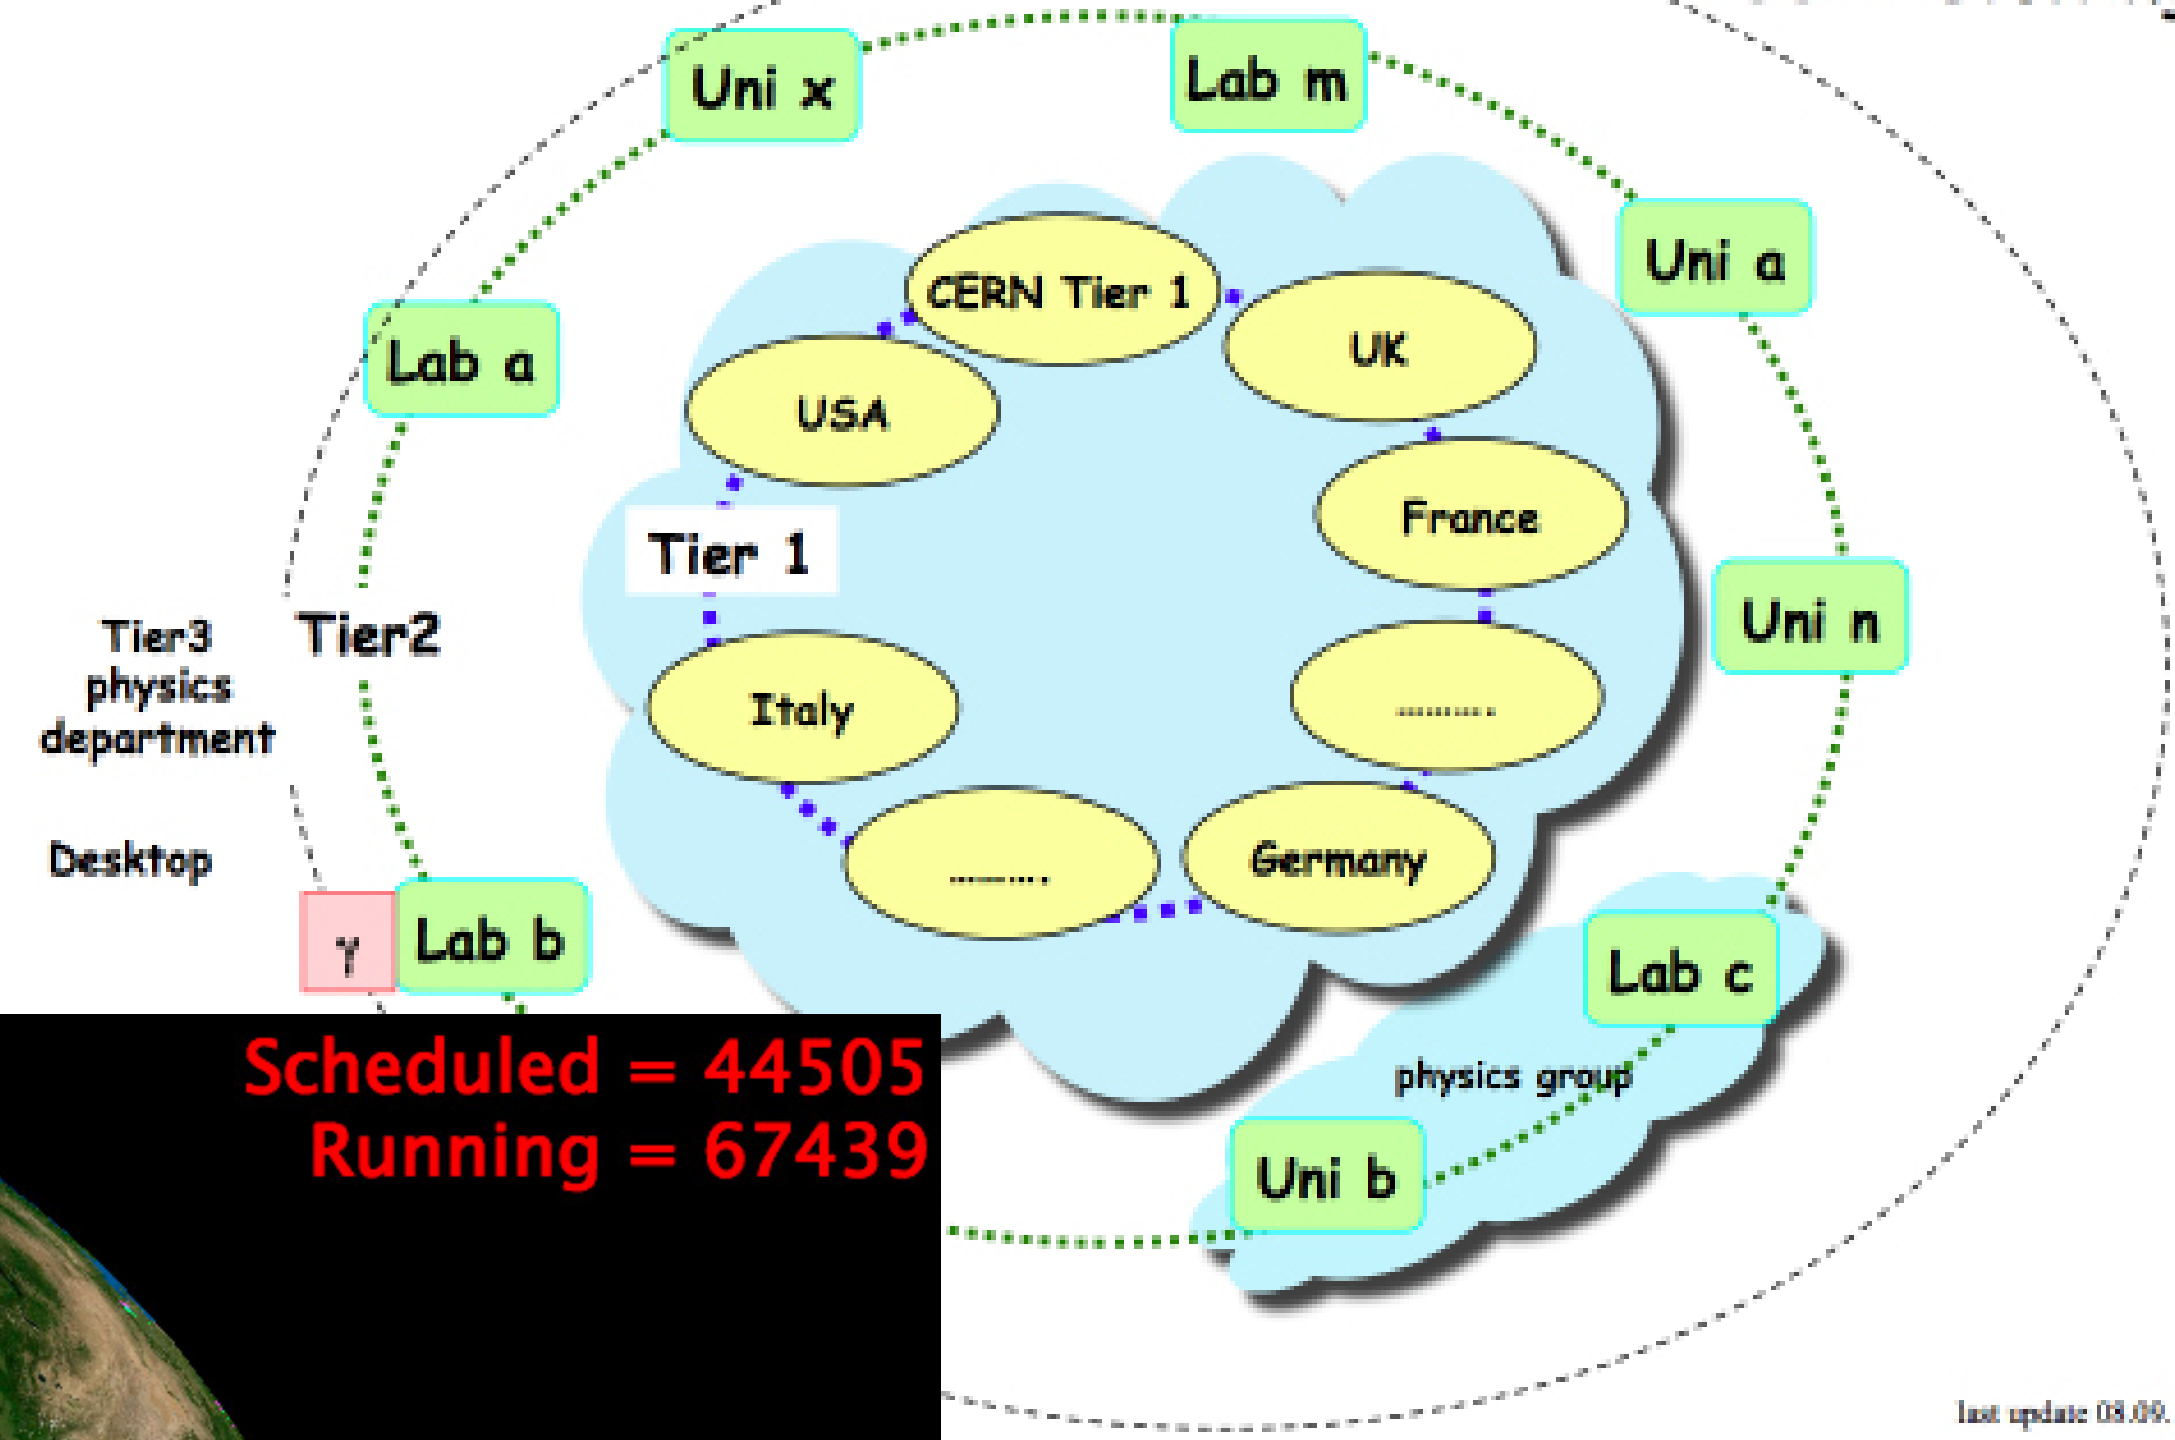 Uni x
Lab m
Uni a
CERN Tier 1
UK
Lab a
USA
France
Tier 1
Uni n
Tier3
physics
department
Tier2
Italy
..........
Desktop
Germany
..........
γ
Lab b
Lab c
physics group
Uni b
Scheduled = 44505
Running = 67439
last update 08.09.